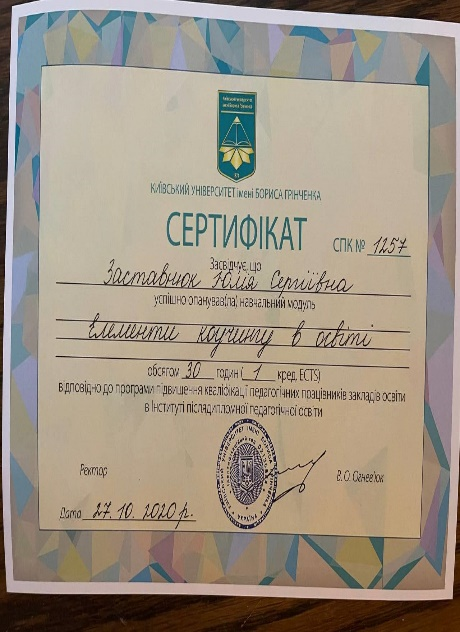 КИЇВСЬКИЙ УНІВЕРСИТЕТ імені БОРИСА ГРІНЧЕНКА
СЕРТИФІКАТ
СПК № 1257
Засвідчує, що
Заставнюк Юлія Сергіївна
успішно опанував(ла) навчальний модуль
Елементи коучингу в освіті
обсягом 30 годин ( 1 кред. ECTS)
відповідно до програми підвищення кваліфікації педагогічних працівників закладів освіти
в Інституті післядипломної педагогічної освіти
Ректор
В. О. Огнев'юк
Дата 27. 10. 2020 р.